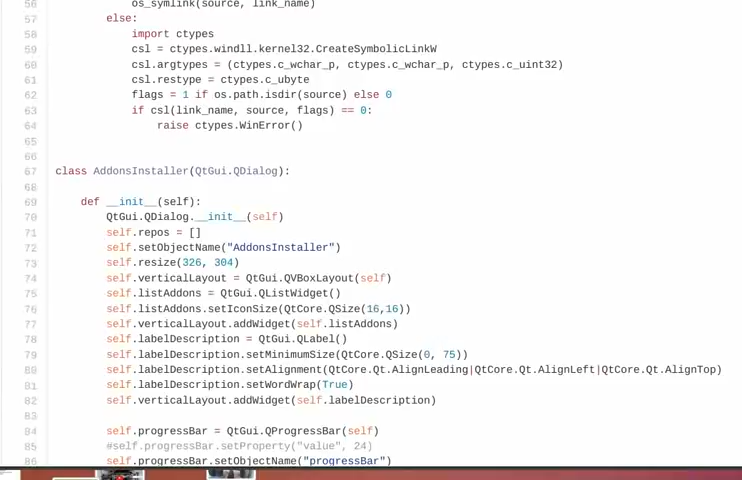 56 os_symlink(source, link_name)
57 else:
58 import ctypes
59 csl = ctypes.windll.kernel32.CreateSymbolicLinkW
60 csl.argtypes = (ctypes.c_wchar_p, ctypes.c_wchar_p, ctypes.c_uint32)
61 csl.restype = ctypes.c_ubyte
62 flags = 1 if os.path.isdir(source) else 0
63 if csl(link_name, source, flags) == 0:
64 raise ctypes.WinError()
65
66
67 class AddonsInstaller(QtGui.QDialog):
68
69 def __init__(self):
70 QtGui.QDialog.__init__(self)
71 self.repos = []
72 self.setObjectName("AddonsInstaller")
73 self.resize(326, 304)
74 self.verticalLayout = QtGui.QVBoxLayout(self)
75 self.listAddons = QtGui.QListWidget()
76 self.listAddons.setIconSize(QtCore.QSize(16,16))
77 self.verticalLayout.addWidget(self.listAddons)
78 self.labelDescription = QtGui.QLabel()
79 self.labelDescription.setMinimumSize(QtCore.QSize(0, 75))
80 self.labelDescription.setAlignment(QtCore.Qt.AlignLeading|QtCore.Qt.AlignLeft|QtCore.Qt.AlignTop)
81 self.labelDescription.setWordWrap(True)
82 self.verticalLayout.addWidget(self.labelDescription)
83
84 self.progressBar = QtGui.QProgressBar(self)
85 #self.progressBar.setProperty("value", 24)
86 self.progressBar.setObjectName("progressBar")